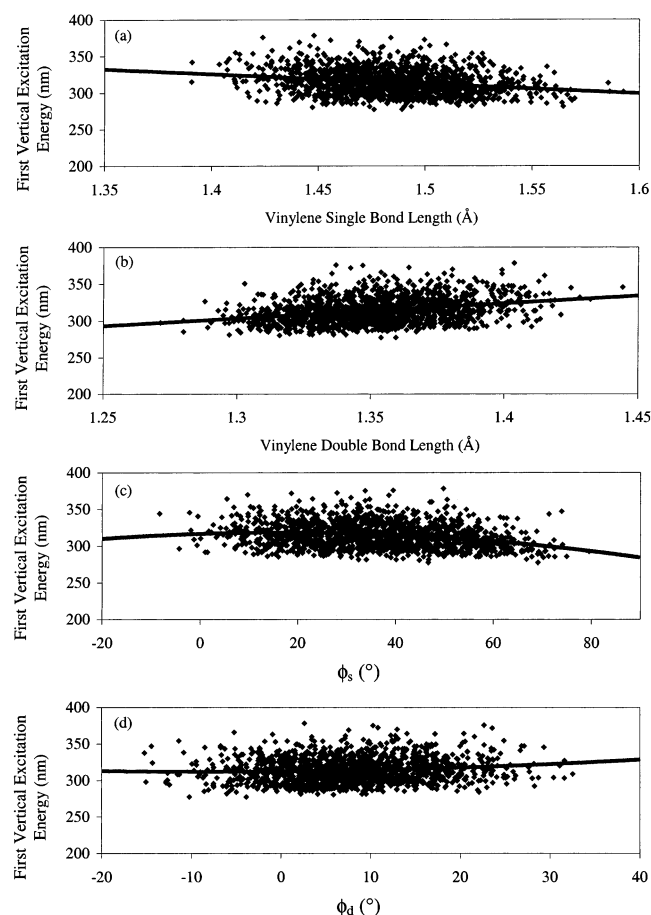 First Vertical Excitation
Energy (nm)
(a)
400
350
300
250
200
1.35
1.4
1.45
1.5
1.55
1.6
Vinylene Single Bond Length (Å)
First Vertical Excitation
Energy (nm)
(b)
400
350
300
250
200
1.25
1.3
1.35
1.4
1.45
Vinylene Double Bond Length (Å)
First Vertical Excitation
Energy (nm)
(c)
400
350
300
250
200
-20
0
20
40
60
80
ϕs (°)
First Vertical Excitation
Energy (nm)
(d)
400
350
300
250
200
-20
-10
0
10
20
30
40
ϕd (°)